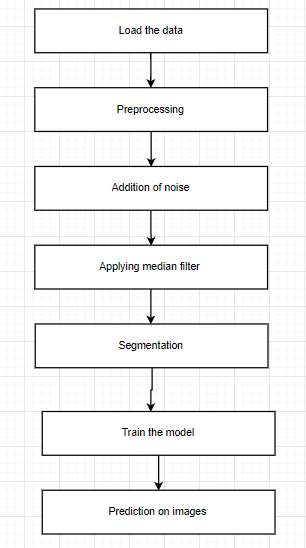 Load the data
Preprocessing
Addition of noise
Applying median filter
Segmentation
Train the model
Prediction on images